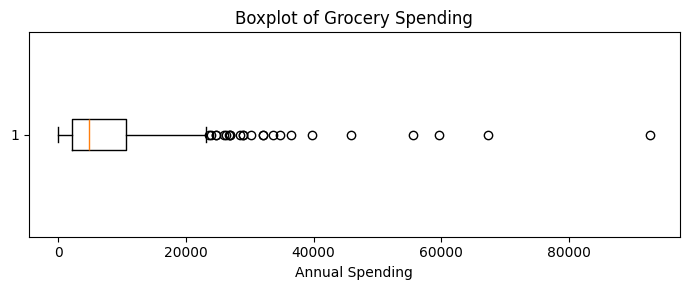 Boxplot of Grocery Spending
1
0 20000 40000 60000 80000
Annual Spending